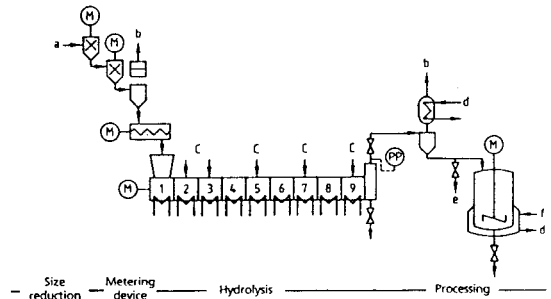 M
M
b
a
b
d
M
C
C
C
C
PP
M
M
1
2
3
4
5
6
7
8
9
e
f
d
Size reduction
Metering device
Hydrolysis
Processing